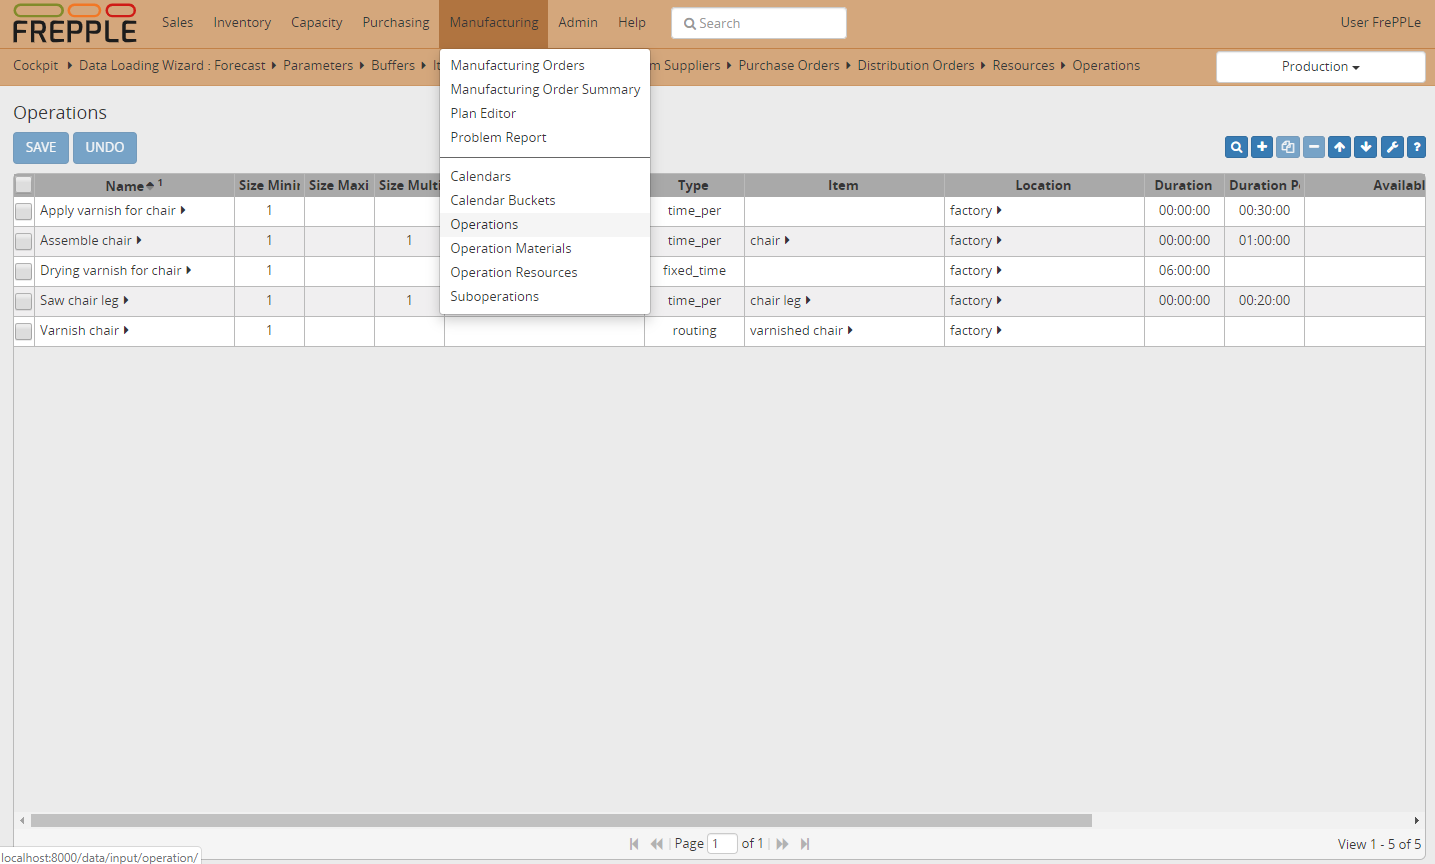 FREPPLE Sales Inventory Capacity Purchasing Manufacturing Admin Help Search User FrePPLe
Cockpit Data Loading Wizard : Forecast Parameters Buffers It m Suppliers Purchase Orders Distribution Orders Resources Operations Production
Manufacturing Orders
Manufacturing Order Summary
Plan Editor
Problem Report
Calendars
Calendar Buckets
Operations
Operation Materials
Operation Resources
Suboperations
Operations
SAVE UNDO
Name 1 Size Minir Size Maxi Size Multi Type Item Location Duration Duration Pe Availabl
Apply varnish for chair 1 time_per factory 00:00:00 00:30:00
Assemble chair 1 1 time_per chair factory 00:00:00 01:00:00
Drying varnish for chair 1 fixed_time factory 06:00:00
Saw chair leg 1 1 time_per chair leg factory 00:00:00 00:20:00
Varnish chair 1 routing varnished chair factory
Page 1 of 1 View 1 - 5 of 5
localhost:8000/data/input/operation/